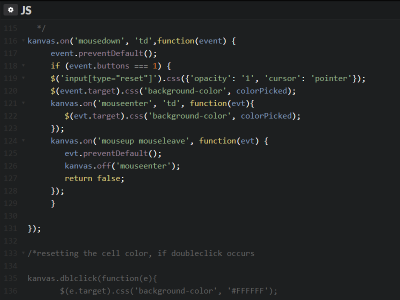 JS
115 */
116 kanvas.on('mousedown', 'td',function(event) {
117 event.preventDefault();
118 if (event.buttons === 1) {
119 $('input[type="reset"]').css({'opacity': '1', 'cursor': 'pointer'});
120 $(event.target).css('background-color', colorPicked);
121 kanvas.on('mouseenter', 'td', function(evt){
122 $(evt.target).css('background-color', colorPicked);
123 });
124 kanvas.on('mouseup mouseleave', function(evt) {
125 evt.preventDefault();
126 kanvas.off('mouseenter');
127 return false;
128 });
129 }
130
131 });
132
133 /*resetting the cell color, if doubleclick occurs
134
135 kanvas.dblclick(function(e){
136 $(e.target).css('background-color', '#FFFFFF');